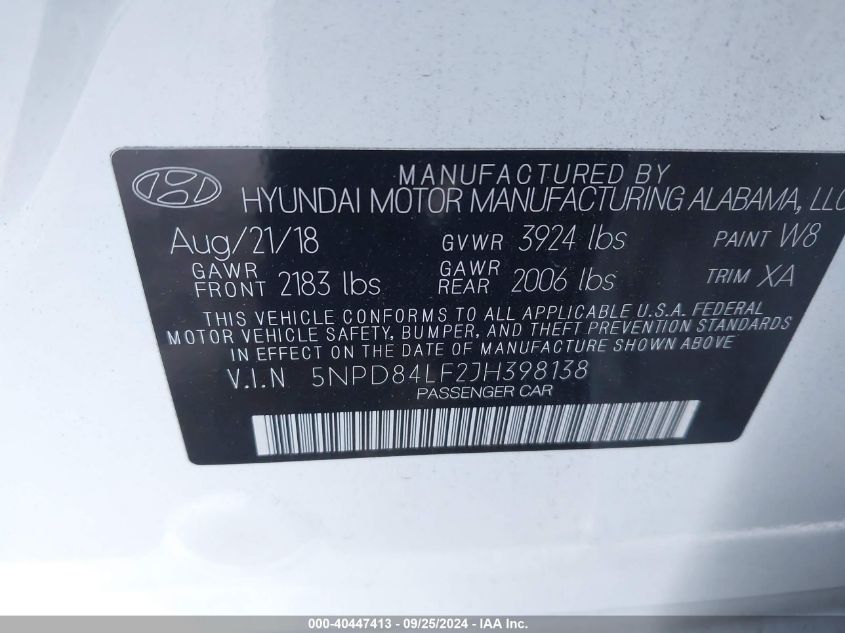 MANUFACTURED BY
HYUNDAI MOTOR MANUFACTURING ALABAMA, LLC
Aug/21/18 GVWR 3924 lbs PAINT W8
GAWR FRONT 2183 lbs GAWR REAR 2006 lbs TRIM XA
THIS VEHICLE CONFORMS TO ALL APPLICABLE U.S.A. FEDERAL
MOTOR VEHICLE SAFETY, BUMPER, AND THEFT PREVENTION STANDARDS
IN EFFECT ON THE DATE OF MANUFACTURE SHOWN ABOVE
V.I.N 5NPD84LF2JH398138
PASSENGER CAR
000-40447413 - 09/25/2024 - IAA Inc.